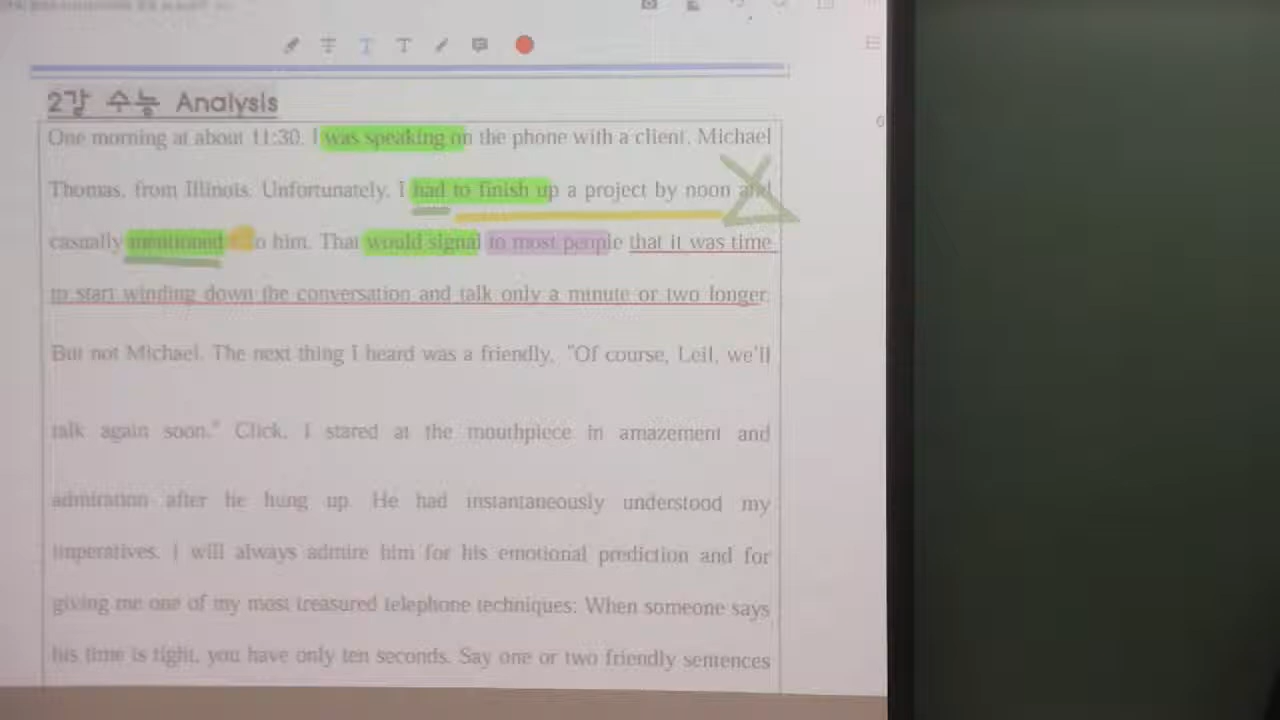 2강 수능 Analysis
One morning at about 11:30, I was speaking on the phone with a client, Michael
Thomas, from Illinois. Unfortunately, I had to finish up a project by noon and
casually mentioned to him. That would signal to most people that it was time
to start winding down the conversation and talk only a minute or two longer.
But not Michael. The next thing I heard was a friendly, "Of course, Leil, we'll
talk again soon." Click. I stared at the mouthpiece in amazement and
admiration after he hung up. He had instantaneously understood my
imperatives. I will always admire him for his emotional prediction and for
giving me one of my most treasured telephone techniques: When someone says
his time is tight, you have only ten seconds. Say one or two friendly sentences